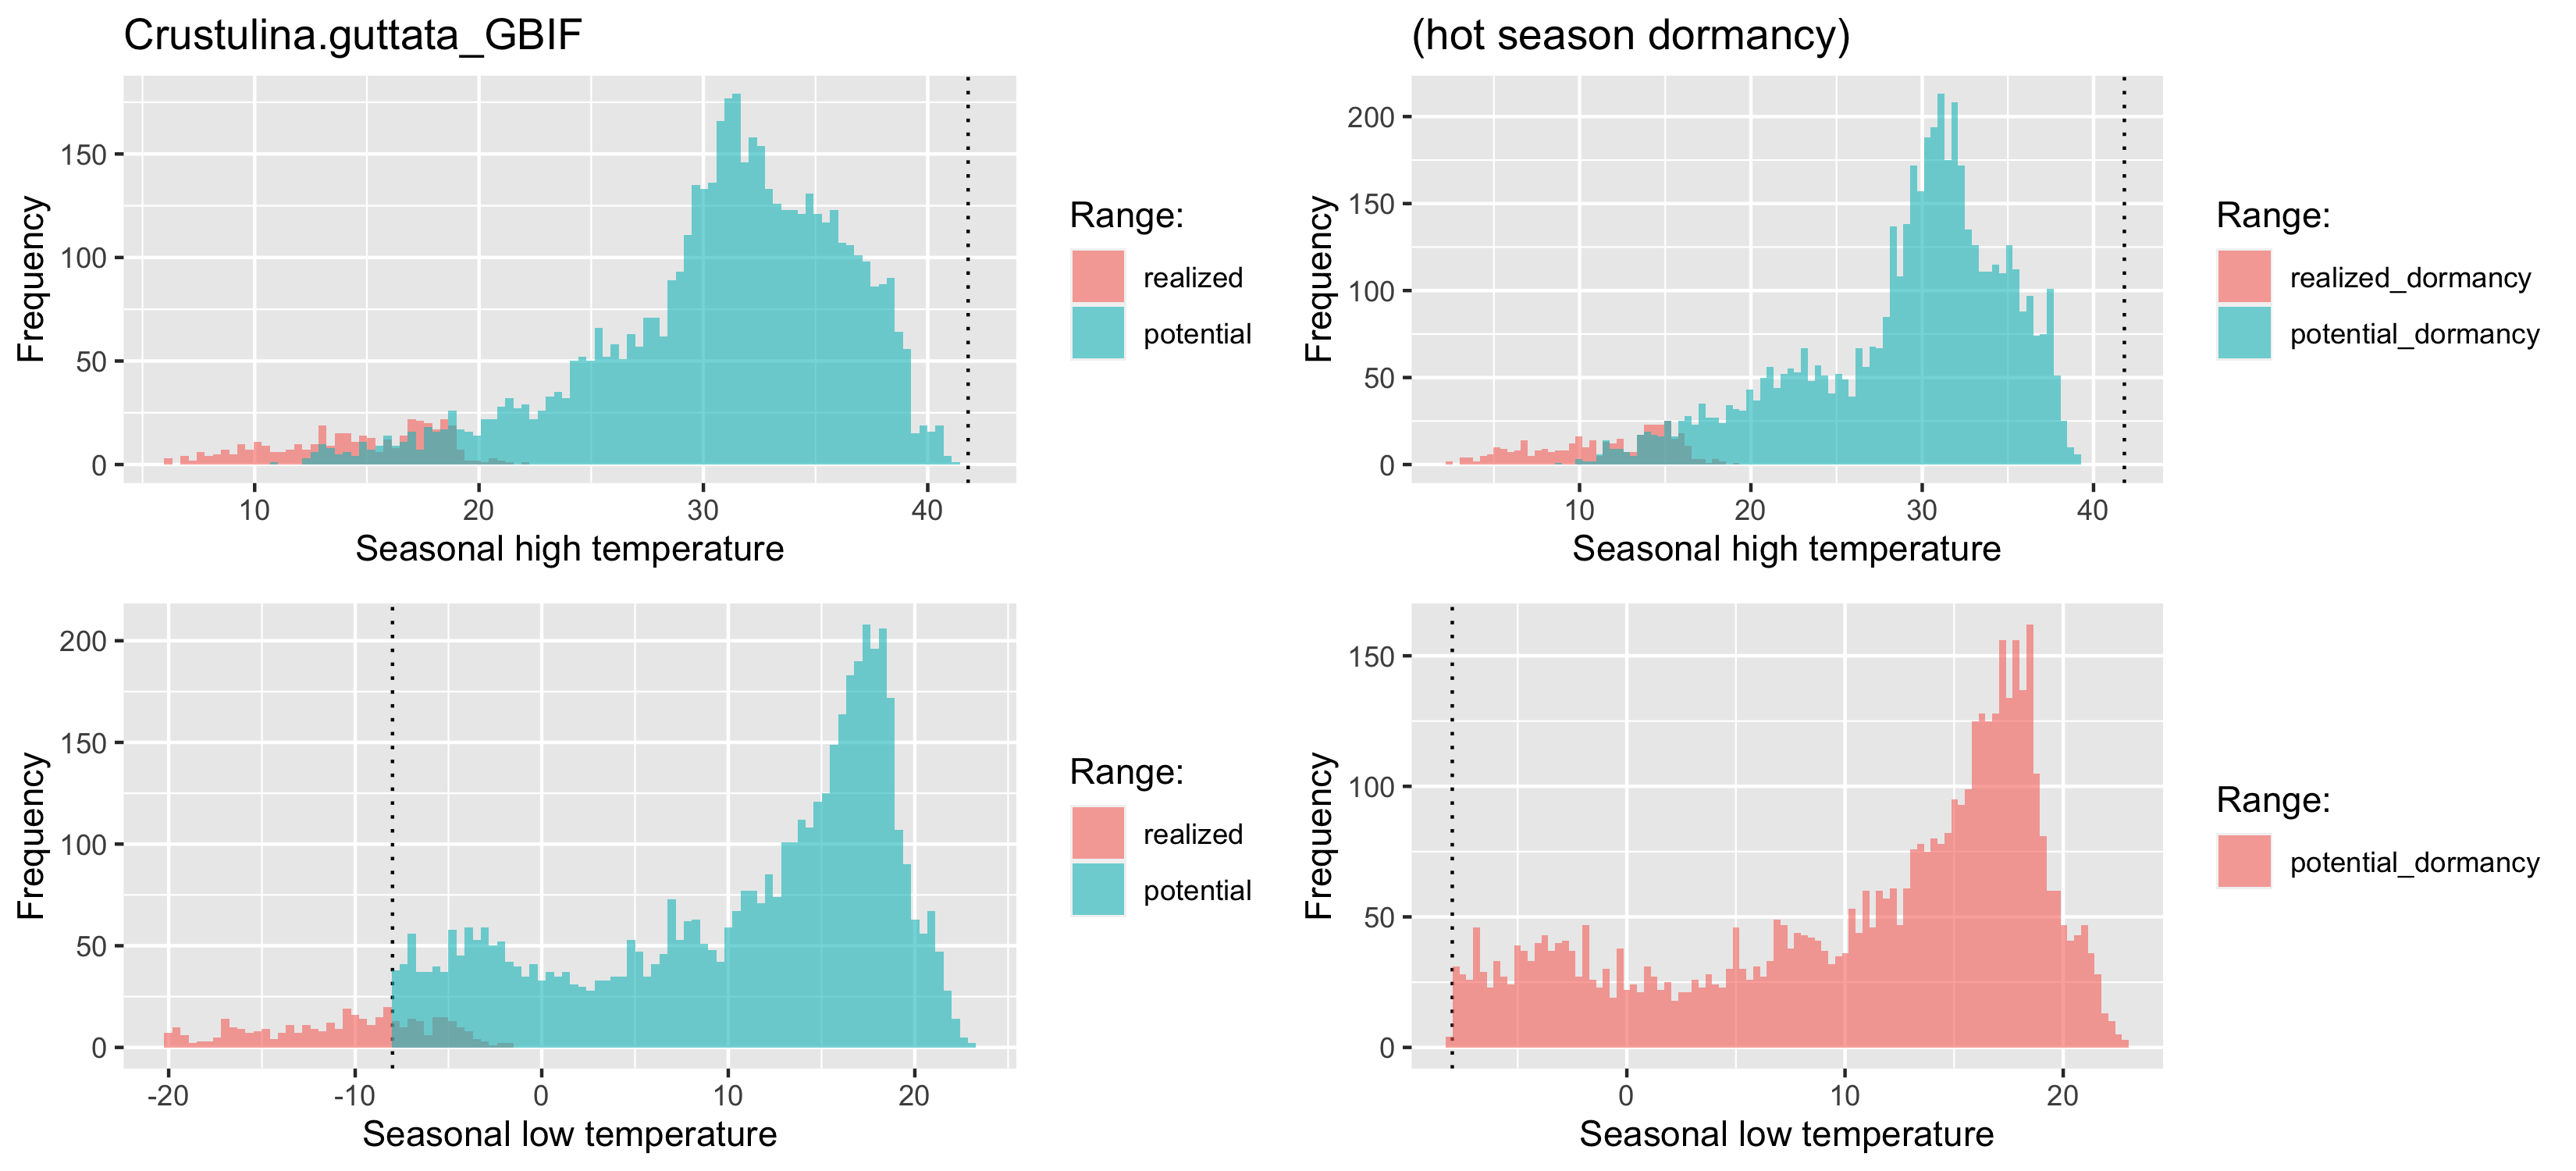 Crustulina.guttata_GBIF
Frequency
0
50
100
150
10
20
30
40
Seasonal high temperature
Range:
realized
potential
(hot season dormancy)
Frequency
0
50
100
150
200
10
20
30
40
Seasonal high temperature
Range:
realized_dormancy
potential_dormancy
Frequency
0
50
100
150
200
-20
-10
0
10
20
Seasonal low temperature
Range:
realized
potential
Frequency
0
50
100
150
0
10
20
Seasonal low temperature
Range:
potential_dormancy